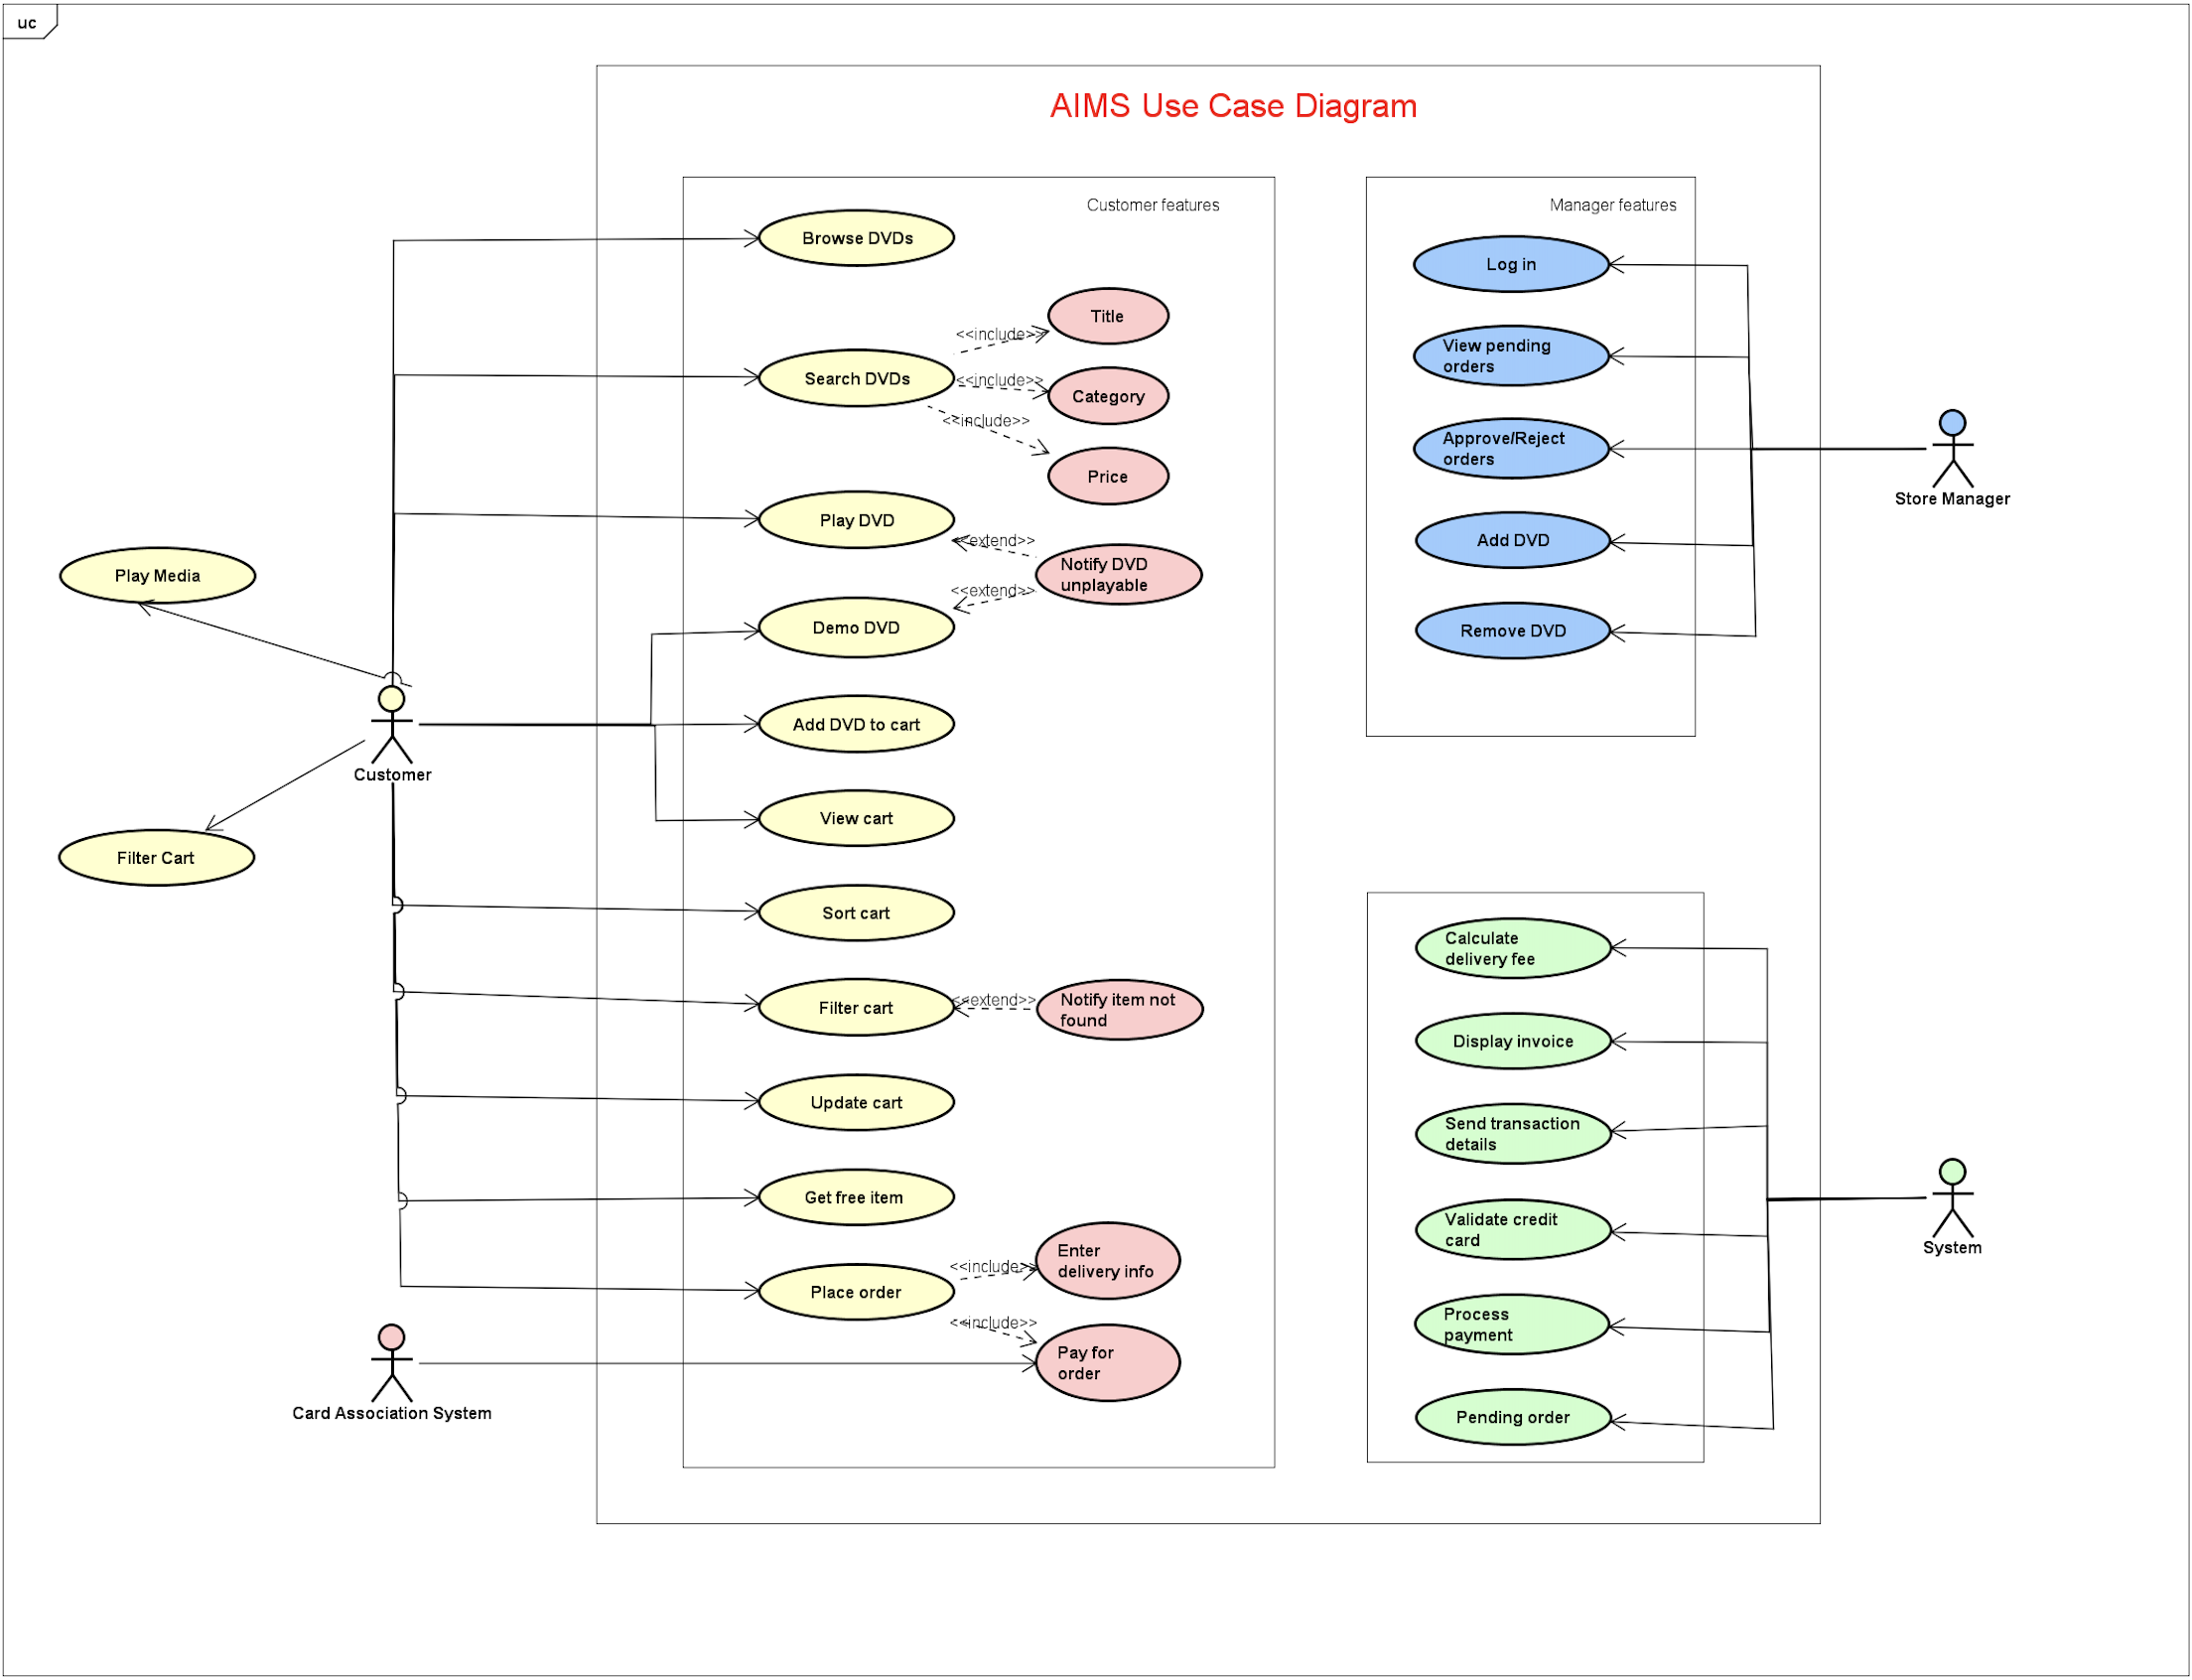 uc
AIMS Use Case Diagram
Customer features
Manager features
Browse DVDs
Log in
<<include>>
Title
View pending
orders
Search DVDs
<<include>>
Category
<<include>>
Approve/Reject
orders
Price
Store Manager
Play DVD
<<extend>>
Add DVD
Play Media
Notify DVD
unplayable
<<extend>>
Demo DVD
Remove DVD
Add DVD to cart
Customer
View cart
Filter Cart
Sort cart
Calculate
delivery fee
Filter cart
<<extend>>
Notify item not
found
Display invoice
Update cart
Send transaction
details
Get free item
Validate credit
card
System
Enter
delivery info
<<include>>
Place order
<<include>>
Process
payment
Pay for
order
Card Association System
Pending order